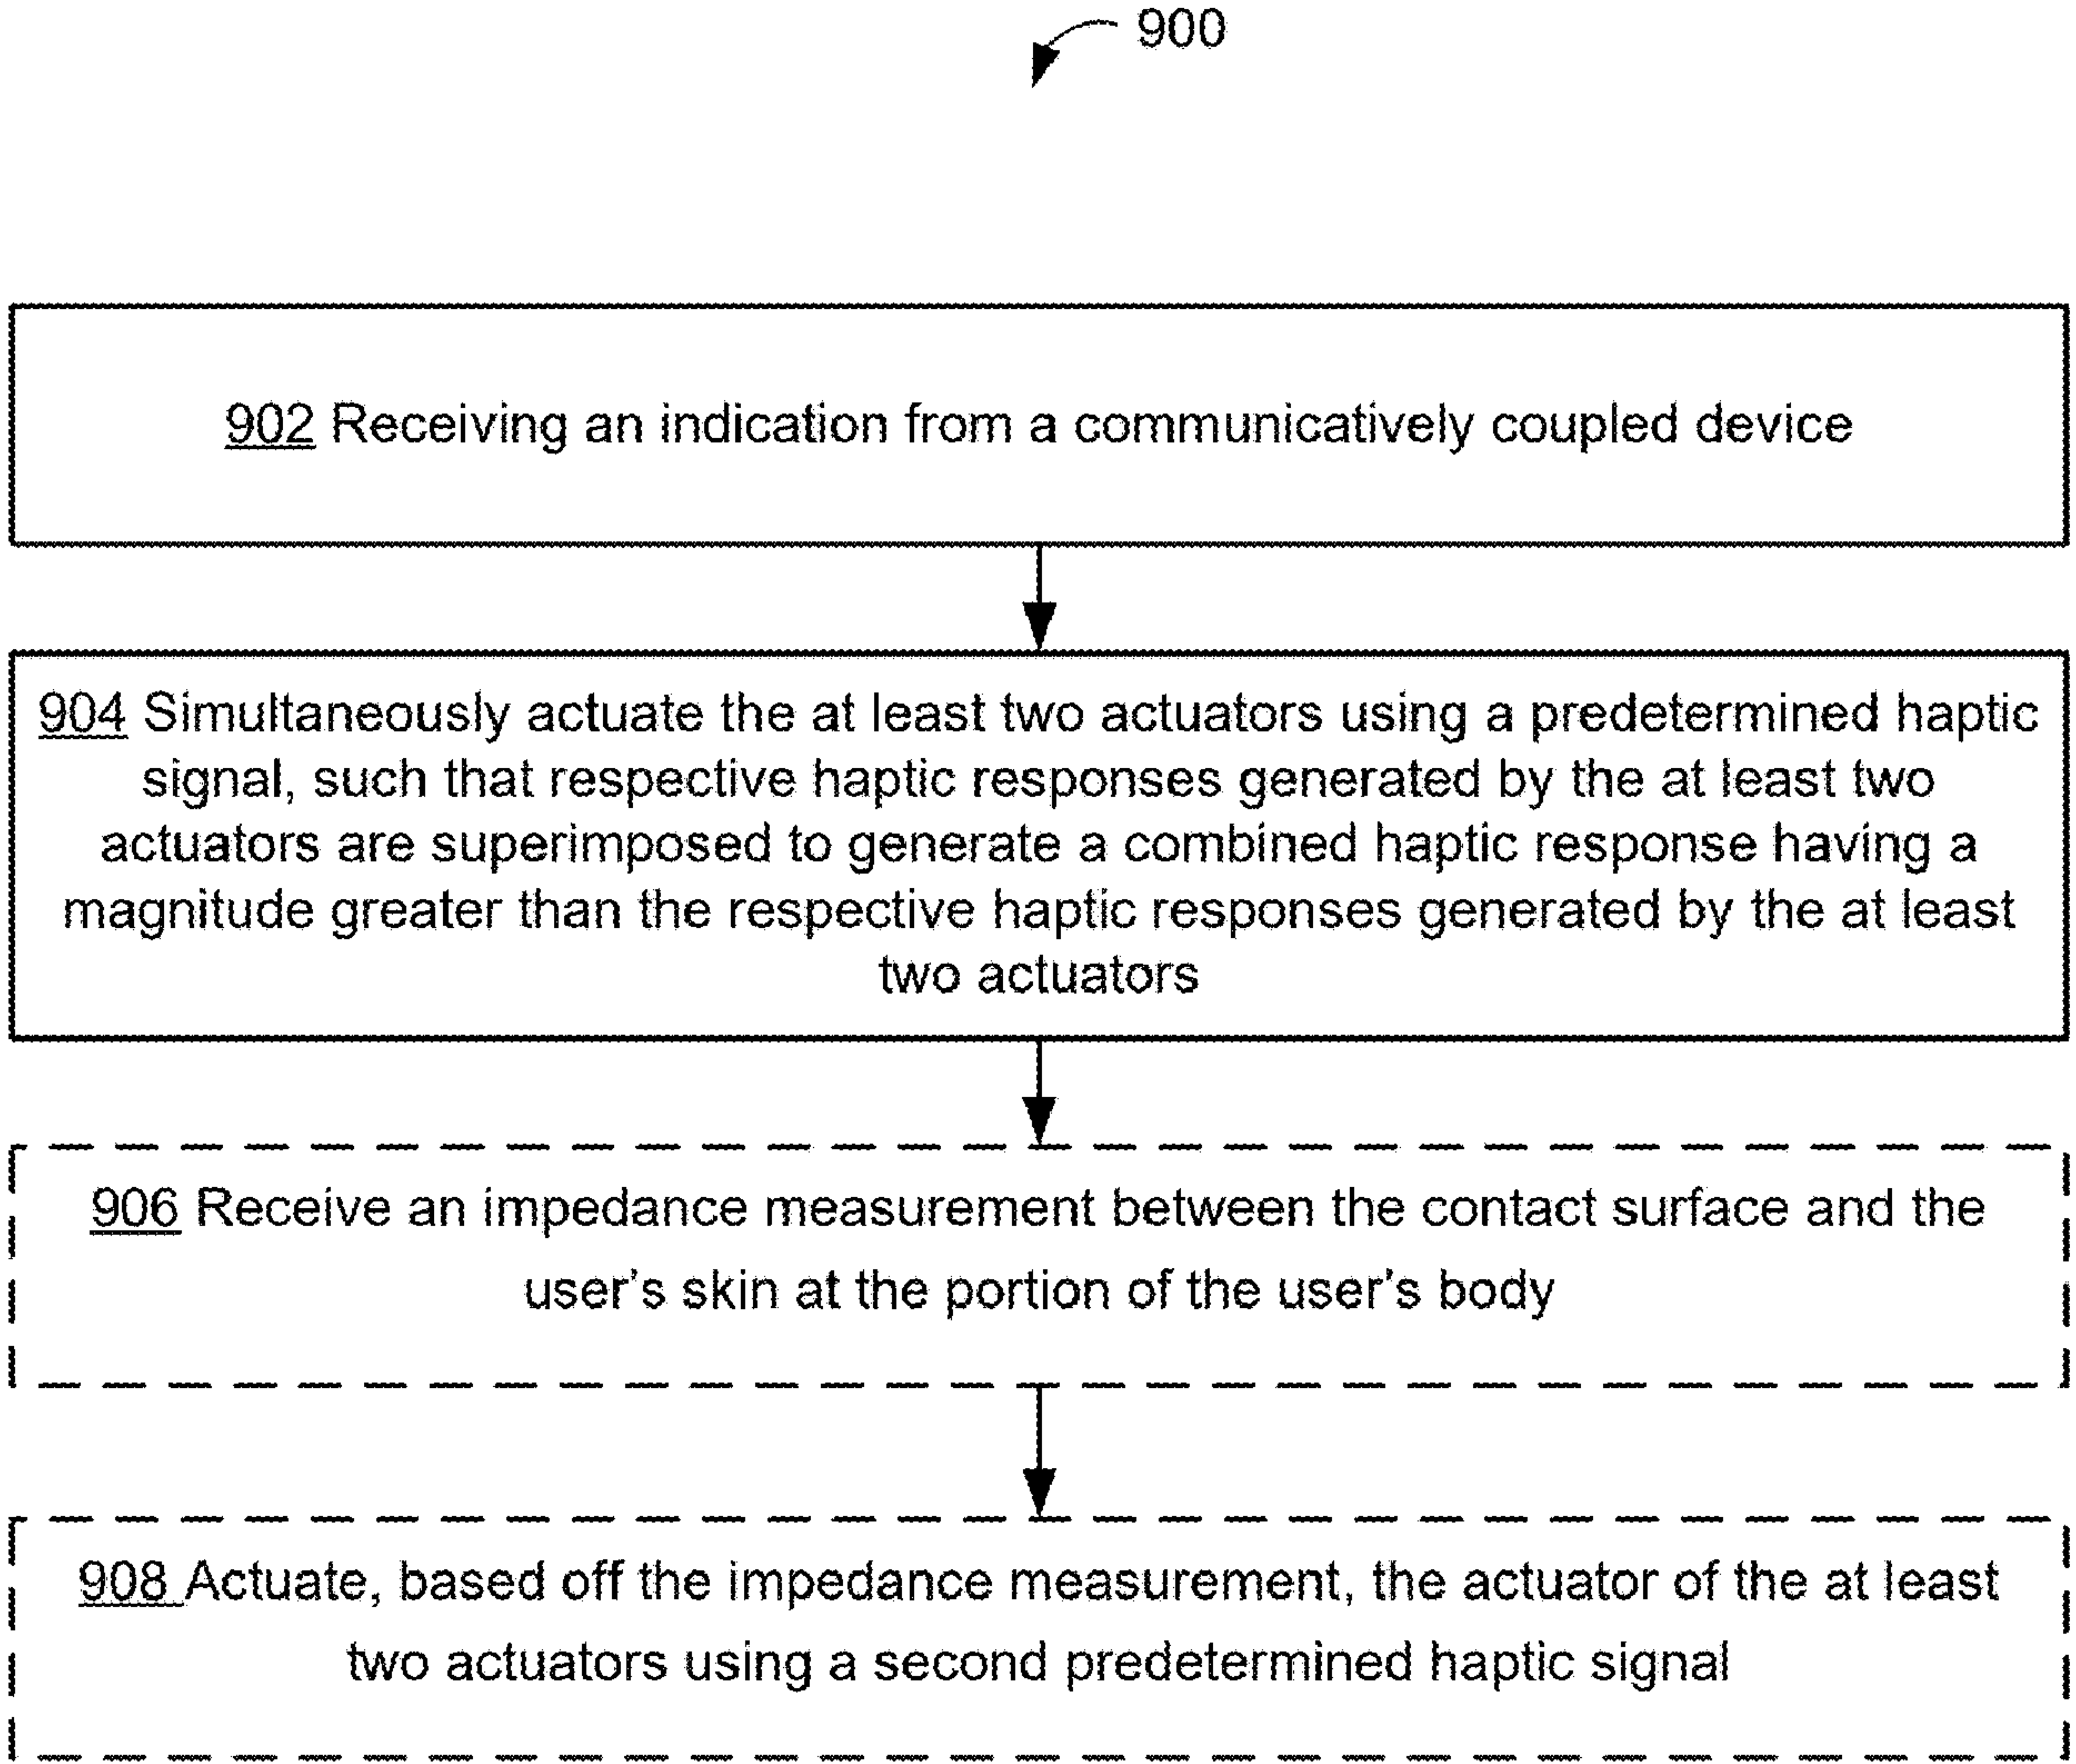 900
902 Receiving an indication from a communicatively coupled device
904 Simultaneously actuate the at least two actuators using a predetermined haptic
signal, such that respective haptic responses generated by the at least two
actuators are superimposed to generate a combined haptic response having a
magnitude greater than the respective haptic responses generated by the at least
two actuators
906 Receive an impedance measurement between the contact surface and the
user’s skin at the portion of the user’s body
908 Actuate, based off the impedance measurement, the actuator of the at least
two actuators using a second predetermined haptic signal